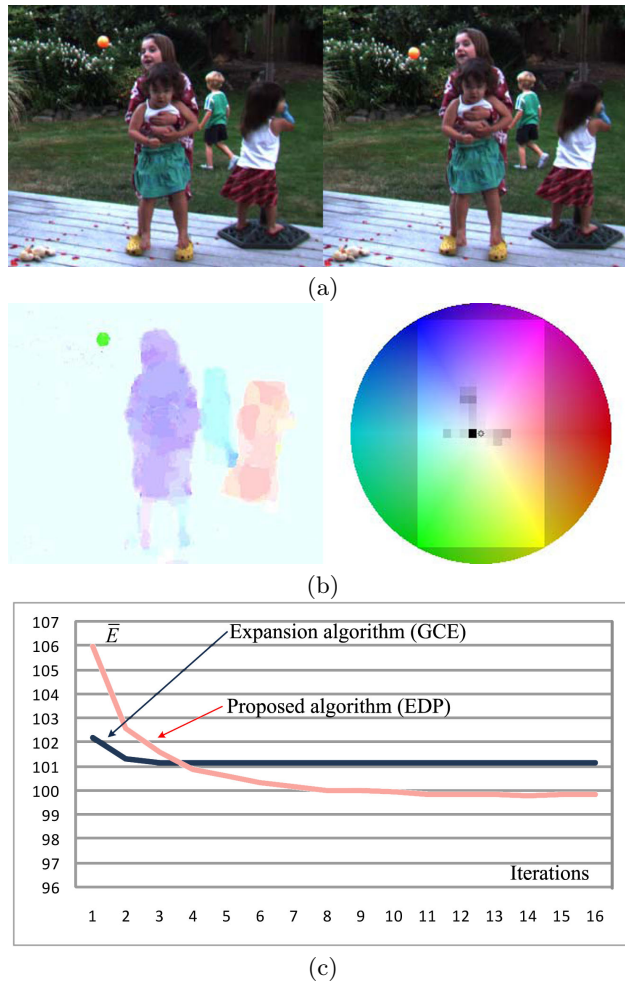 (a)
(b)
107
106
105
104
103
102
101
100
99
98
97
96
E̅
Expansion algorithm (GCE)
Proposed algorithm (EDP)
Iterations
1 2 3 4 5 6 7 8 9 10 11 12 13 14 15 16
(c)